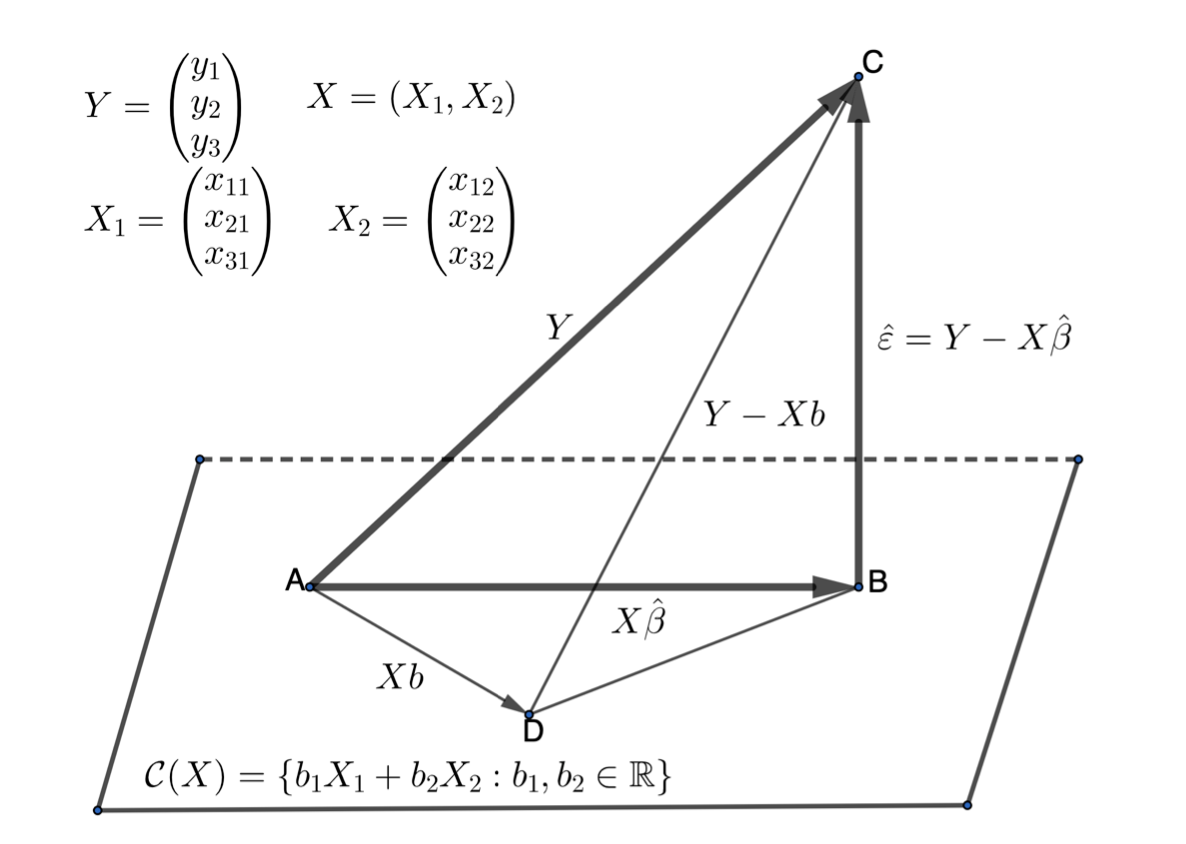 Y = (y₁ y₂ y₃)  X = (X₁, X₂)
X₁ = (x₁₁ x₂₁ x₃₁)  X₂ = (x₁₂ x₂₂ x₃₂)
C
Y
ε̂ = Y − Xβ̂
Y − Xb
A
B
Xβ̂
Xb
D
𝒞(X) = {b₁X₁ + b₂X₂ : b₁, b₂ ∈ ℝ}